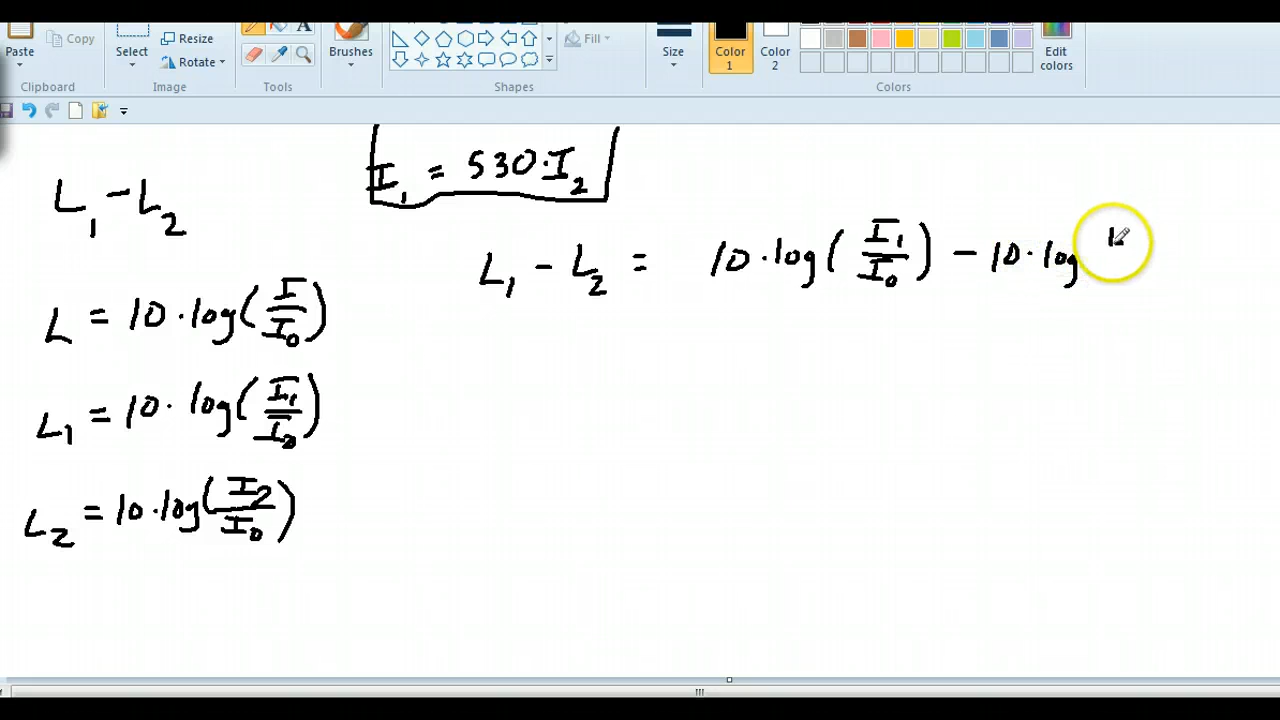 Paste
Copy
Select
Resize
Rotate
A
Brushes
Fill
Size
Color 1
Color 2
Edit colors
Clipboard
Image
Tools
Shapes
Colors
I₁ = 530·I₂
L₁ - L₂
L₁ - L₂ = 10·log(I₁/I₀) - 10·log
L = 10·log(I/I₀)
L₁ = 10·log(I₁/I₀)
L₂ = 10·log(I₂/I₀)